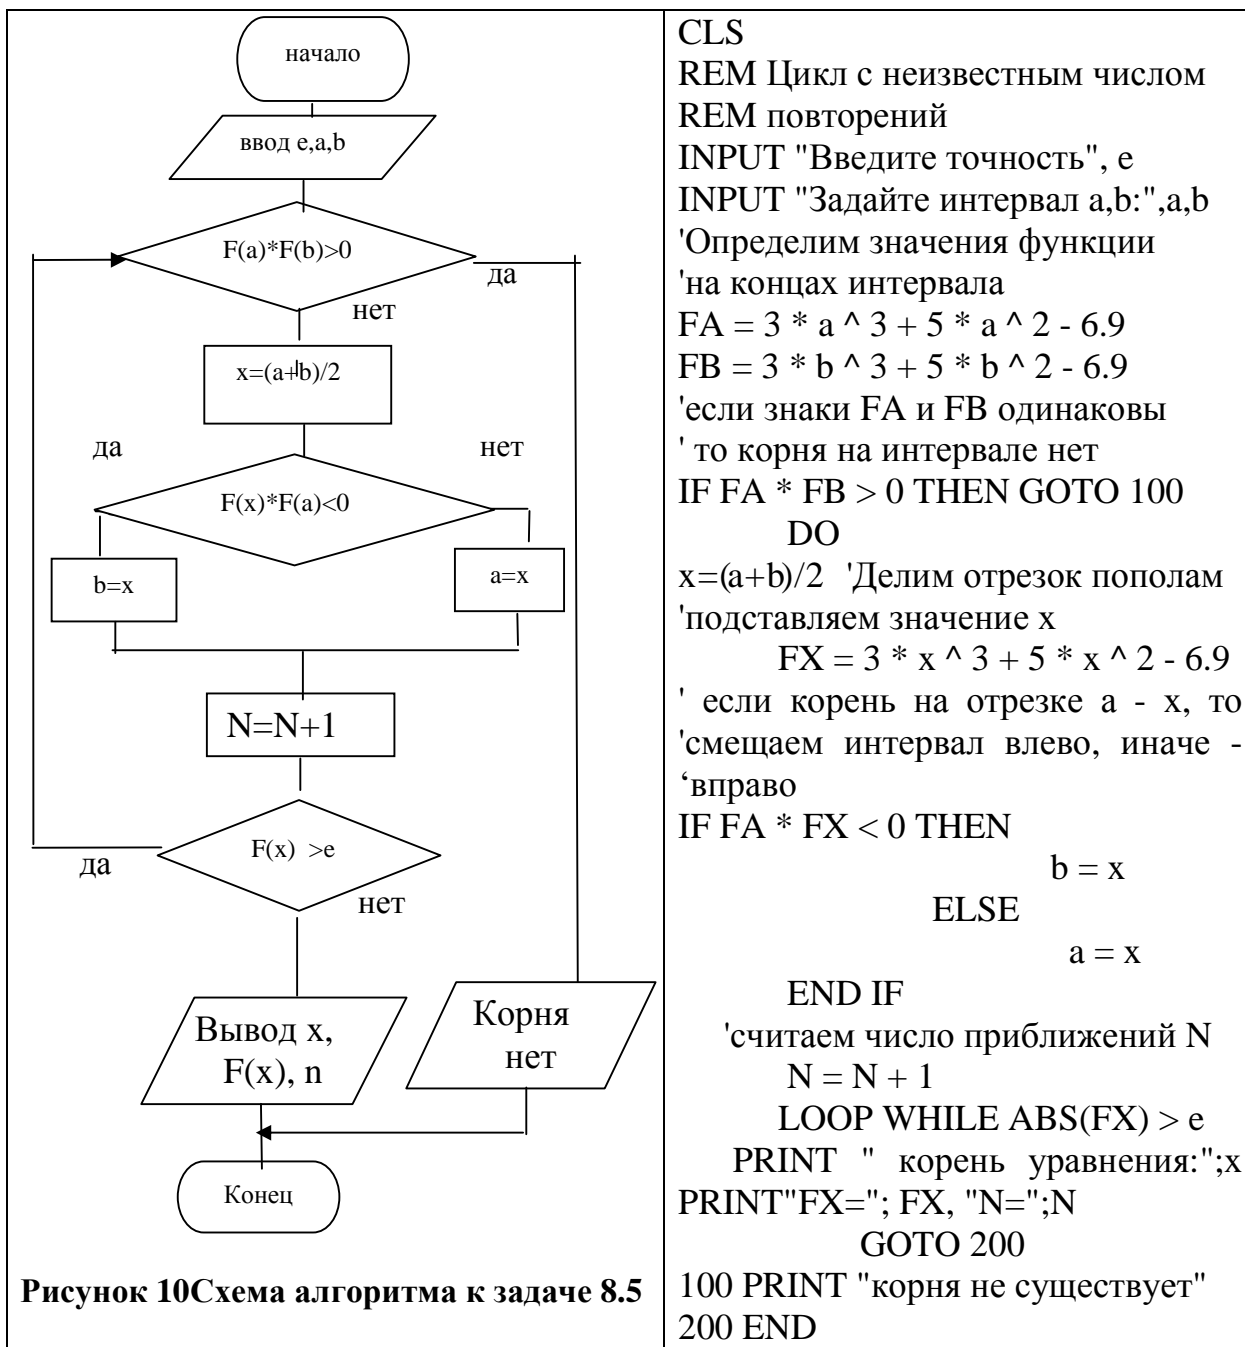 начало
ввод e,a,b
F(a)*F(b)>0
да
нет
x=(a+b)/2
да
нет
F(x)*F(a)<0
b=x
a=x
N=N+1
F(x) >e
да
нет
Вывод x,
F(x), n
Корня
нет
Конец
Рисунок 10Схема алгоритма к задаче 8.5
CLS
REM Цикл с неизвестным числом
REM повторений
INPUT "Введите точность", e
INPUT "Задайте интервал a,b:",a,b
'Определим значения функции
'на концах интервала
FA = 3 * a ^ 3 + 5 * a ^ 2 - 6.9
FB = 3 * b ^ 3 + 5 * b ^ 2 - 6.9
'если знаки FA и FB одинаковы
' то корня на интервале нет
IF FA * FB > 0 THEN GOTO 100
DO
x=(a+b)/2 'Делим отрезок пополам
'подставляем значение x
FX = 3 * x ^ 3 + 5 * x ^ 2 - 6.9
' если корень на отрезке a - x, то
'смещаем интервал влево, иначе -
‘вправо
IF FA * FX < 0 THEN
b = x
ELSE
a = x
END IF
'считаем число приближений N
N = N + 1
LOOP WHILE ABS(FX) > e
PRINT " корень уравнения:";x
PRINT"FX="; FX, "N=";N
GOTO 200
100 PRINT "корня не существует"
200 END